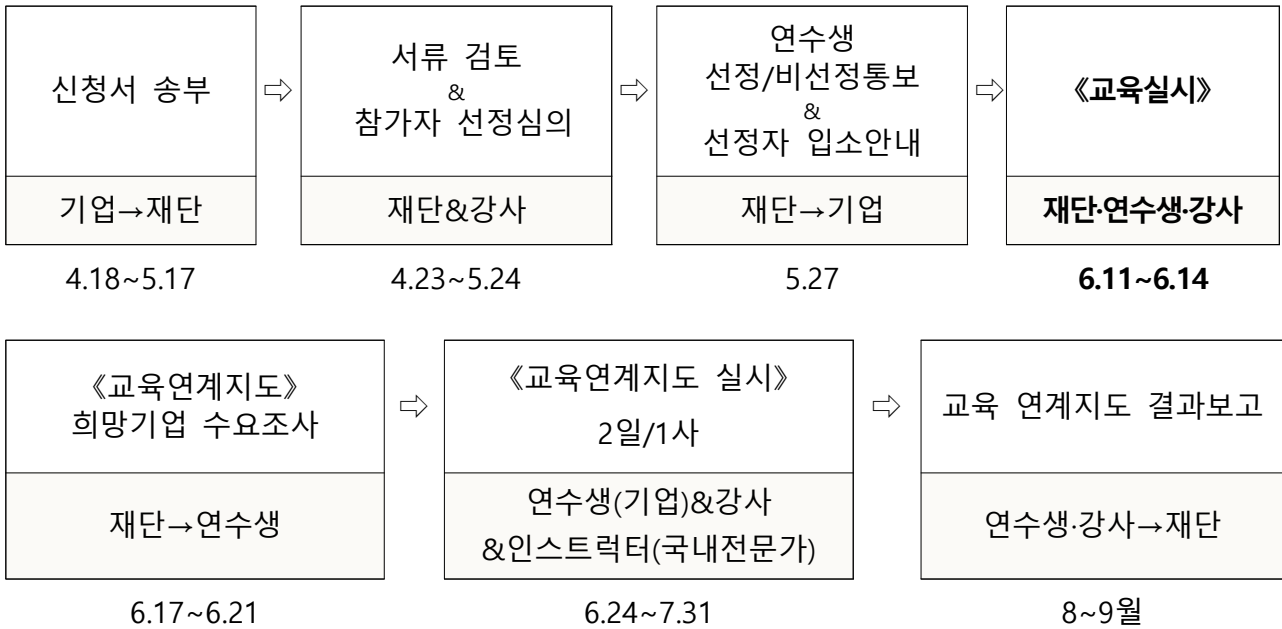 신청서 송부
⇨
서류 검토
&
참가자 선정심의
⇨
연수생
선정/비선정통보
&
선정자 입소안내
⇨
《교육실시》
기업→재단
재단&강사
재단→기업
재단·연수생·강사
4.18~5.17
4.23~5.24
5.27
6.11~6.14
《교육연계지도》
희망기업 수요조사
⇨
《교육연계지도 실시》
2일/1사
⇨
교육 연계지도 결과보고
재단→연수생
연수생(기업)&강사
&인스트럭터(국내전문가)
연수생·강사→재단
6.17~6.21
6.24~7.31
8~9월